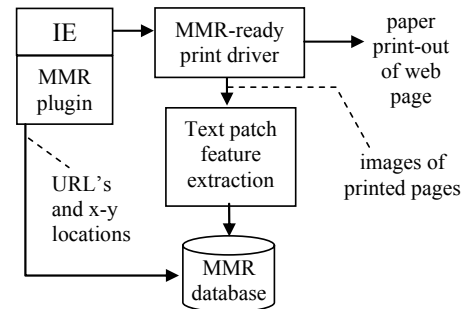 IE
MMR
plugin
MMR-ready
print driver
paper
print-out
of web
page
Text patch
feature
extraction
images of
printed pages
URL's
and x-y
locations
MMR
database